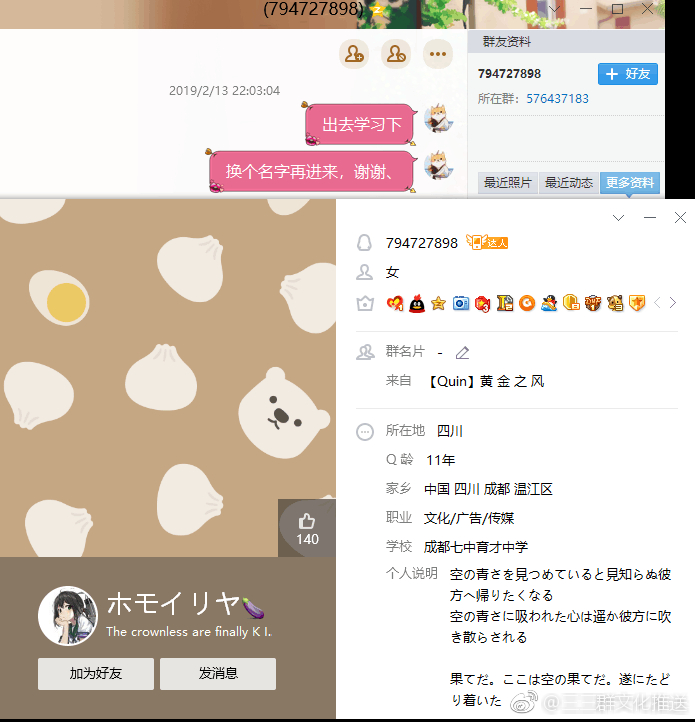 (794727898)
群友资料
794727898
好友
所在群：576437183
2019/2/13 22:03:04
出去学习下
换个名字再进来，谢谢、
最近照片 最近动态 更多资料
794727898 达人
女
群名片 -
来自 【Quin】黄 金 之 风
所在地 四川
Q 龄 11年
家乡 中国 四川 成都 温江区
职业 文化/广告/传媒
学校 成都七中育才中学
个人说明 空の青さを見つめていると見知らぬ彼
方へ帰りたくなる
空の青さに吸われた心は遥か彼方に吹
き散らされる
果てだ。ここは空の果てだ。遂にたど
り着いた
140
ホモイリヤ🍆
The crownless are finally K I.
加为好友 发消息
@三三群文化推送